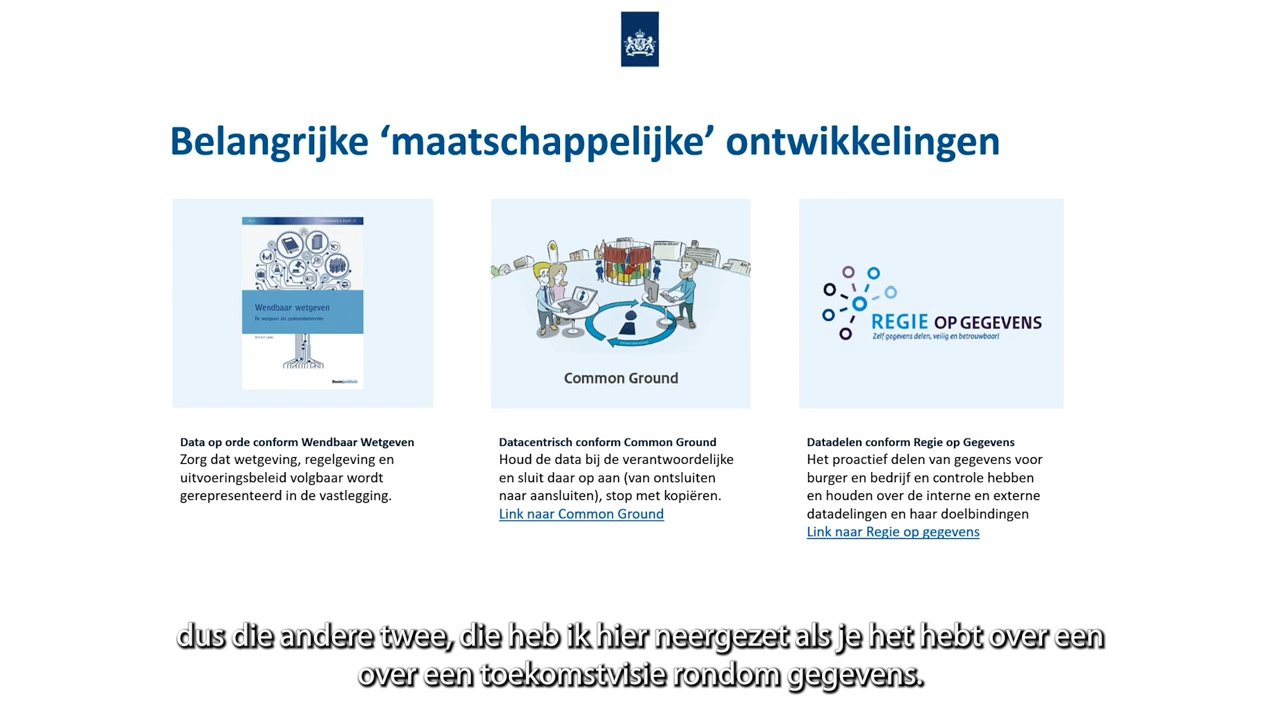 Belangrijke ‘maatschappelijke’ ontwikkelingen
Wendbaar wetgeven
De wetgever als systeembeheerder
Boomjuridisch
Common Ground
REGIE OP GEGEVENS
Zelf gegevens delen, veilig en betrouwbaar!
Data op orde conform Wendbaar Wetgeven
Zorg dat wetgeving, regelgeving en
uitvoeringsbeleid volgbaar wordt
gerepresenteerd in de vastlegging.
Datacentrisch conform Common Ground
Houd de data bij de verantwoordelijke
en sluit daar op aan (van ontsluiten
naar aansluiten), stop met kopiëren.
Link naar Common Ground
Datadelen conform Regie op Gegevens
Het proactief delen van gegevens voor
burger en bedrijf en controle hebben
en houden over de interne en externe
datadelingen en haar doelbindingen
Link naar Regie op gegevens
dus die andere twee, die heb ik hier neergezet als je het hebt over een
over een toekomstvisie rondom gegevens.